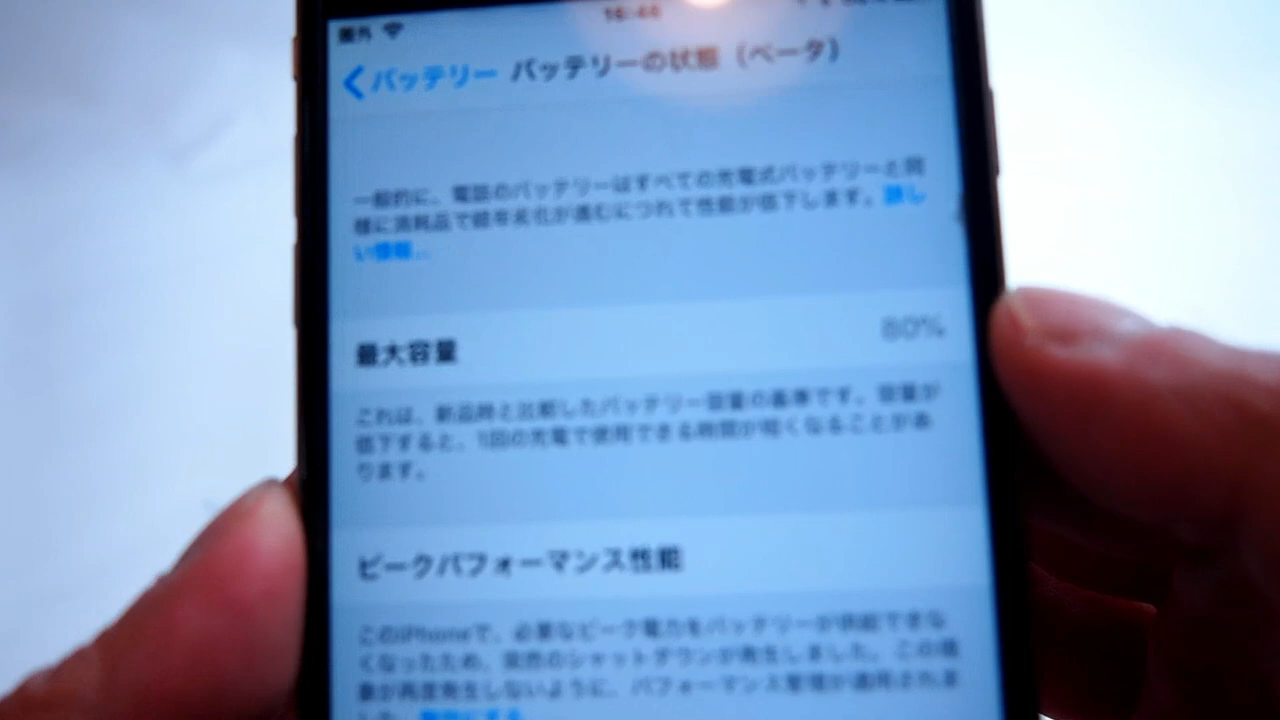 圏外
16:48
バッテリー バッテリーの状態（ベータ）
一般的に、電話のバッテリーはすべての充電式バッテリーと同
様に消耗品で経年劣化が進むにつれて性能が低下します。詳し
い情報...
最大容量 80%
これは、新品時と比較したバッテリー容量の基準です。容量が
低下すると、1回の充電で使用できる時間が短くなることがあ
ります。
ピークパフォーマンス性能
このiPhoneで、必要なピーク電力をバッテリーが供給できな
くなったため、突然のシャットダウンが発生しました。この現
象が再度発生しないように、パフォーマンス管理が適用されま
した。